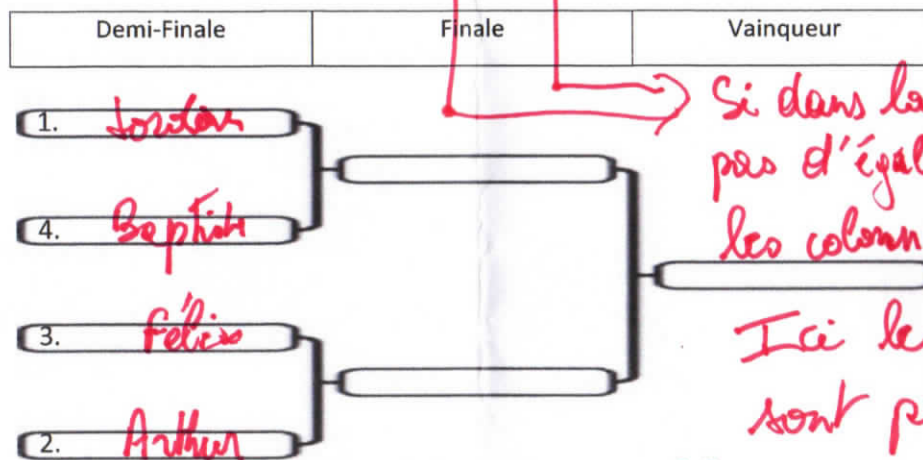 Demi-Finale Finale Vainqueur
1. Jordan
Si dans
4. Baptiste
pas d'égal
les colonn
3. Félix
Ici le
2. Arthur
sont p